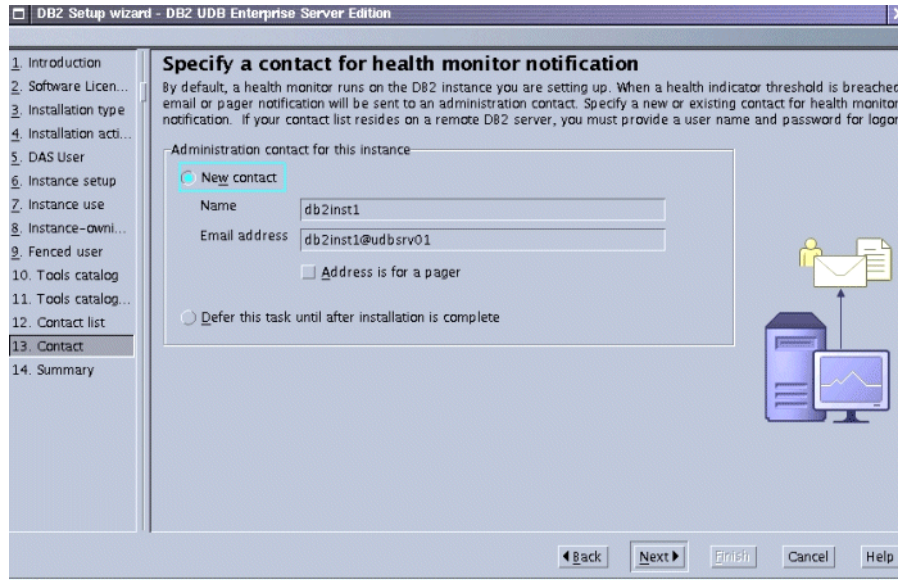 DB2 Setup wizard - DB2 UDB Enterprise Server Edition
1. Introduction
2. Software Licen...
3. Installation type
4. Installation acti...
5. DAS User
6. Instance setup
7. Instance use
8. Instance-owni...
9. Fenced user
10. Tools catalog
11. Tools catalog...
12. Contact list
13. Contact
14. Summary
Specify a contact for health monitor notification
By default, a health monitor runs on the DB2 instance you are setting up. When a health indicator threshold is breached
email or pager notification will be sent to an administration contact. Specify a new or existing contact for health monitor
notification. If your contact list resides on a remote DB2 server, you must provide a user name and password for logon
Administration contact for this instance
New contact
Name
db2inst1
Email address
db2inst1@udbsrv01
Address is for a pager
Defer this task until after installation is complete
Back
Next
Finish
Cancel
Help